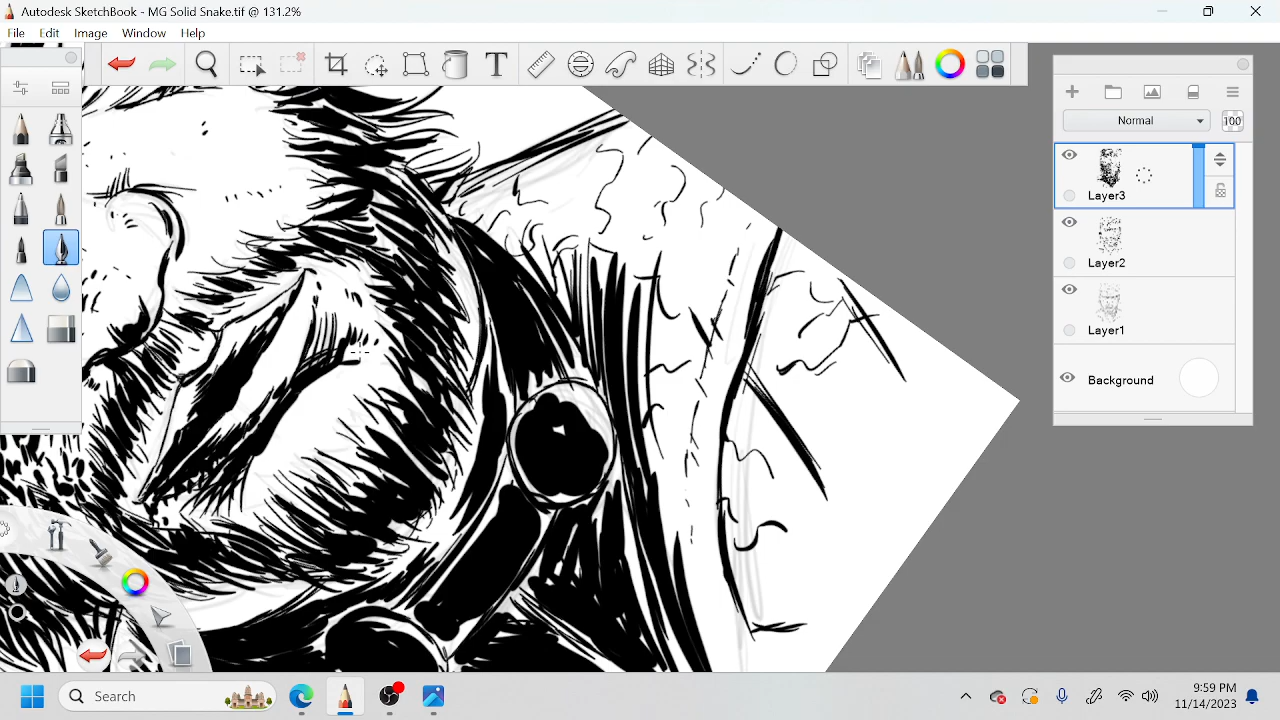 Autodesk SketchBook - MG Solid Snake.tif @ 131.2%
File Edit Image Window Help
T
Normal 100
Layer3
Layer2
Layer1
Background
Search
9:59 PM
11/14/2023